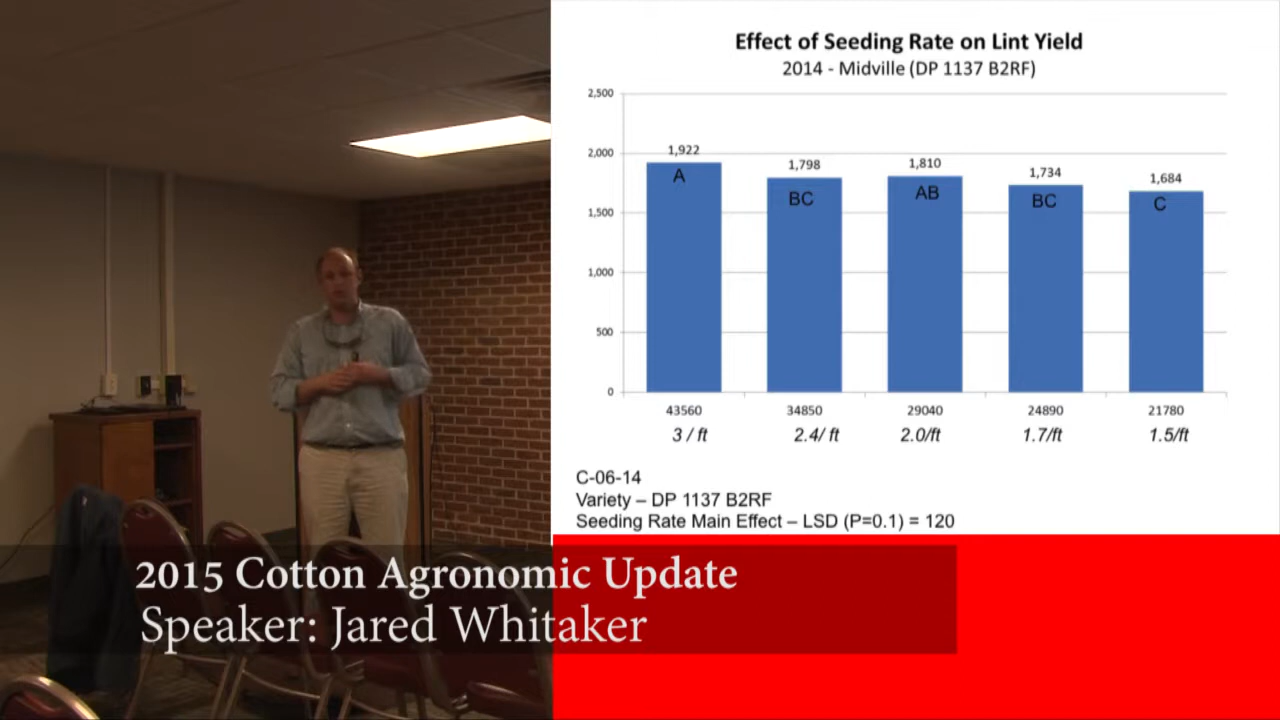 Effect of Seeding Rate on Lint Yield
2014 - Midville (DP 1137 B2RF)
2,500
2,000
1,500
1,000
500
0
1,922
1,798
1,810
1,734
1,684
A
BC
AB
BC
C
43560
34850
29040
24890
21780
3 / ft
2.4/ ft
2.0/ft
1.7/ft
1.5/ft
C-06-14
Variety – DP 1137 B2RF
Seeding Rate Main Effect – LSD (P=0.1) = 120
2015 Cotton Agronomic Update
Speaker: Jared Whitaker